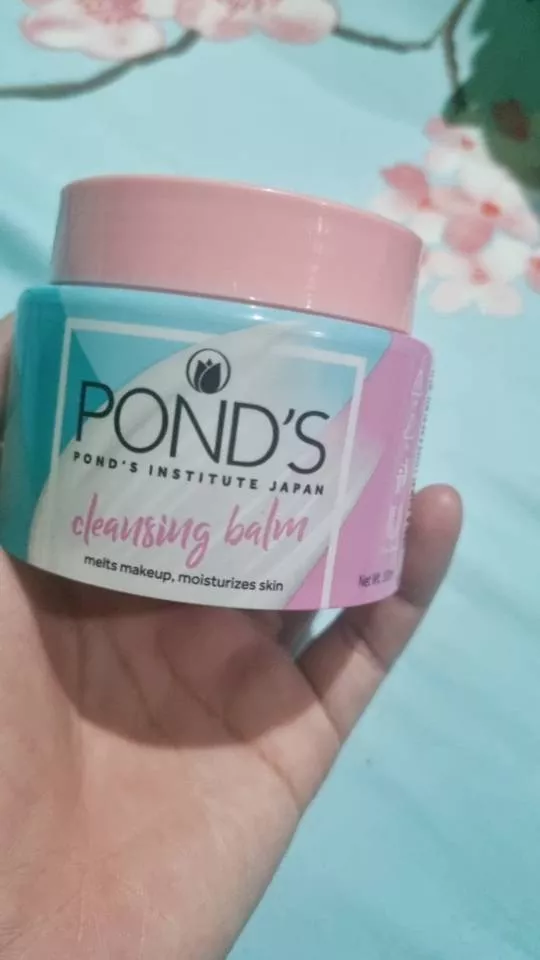 POND'S
POND'S INSTITUTE JAPAN
cleansing balm
melts makeup, moisturizes skin
Net Wt.